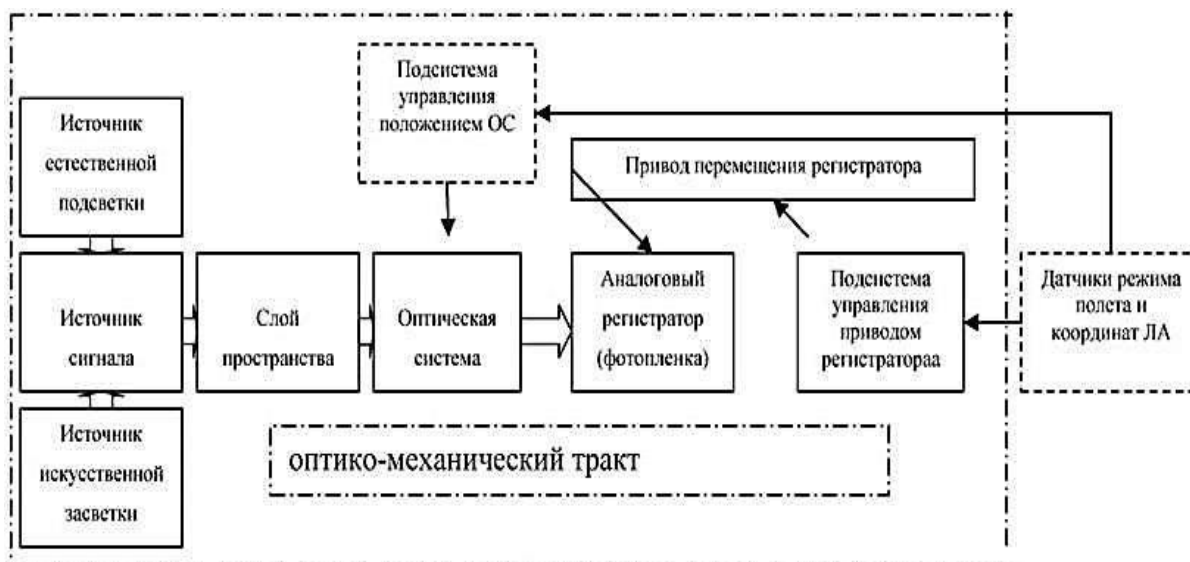 Подсистема
управления
положением ОС
Источник
естественной
подсветки
Привод перемещения регистратора
Источник
сигнала
Слой
пространства
Оптическая
система
Аналоговый
регистратор
(фотопленка)
Подсистема
управления
приводом
регистратораа
Датчики режима
полета и
координат ЛА
Источник
искусственной
засветки
оптико-механический тракт